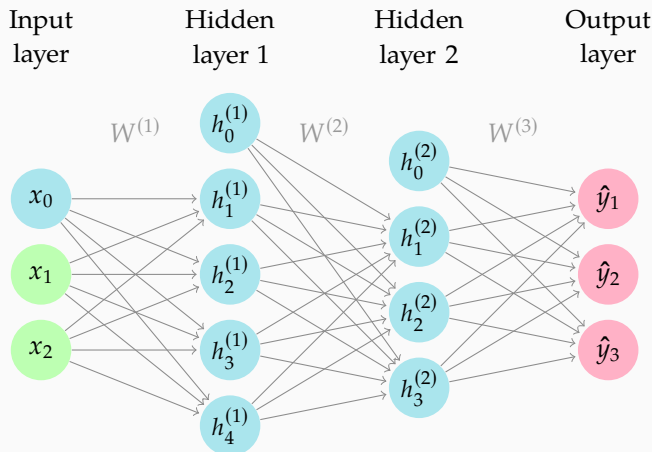 Input layer
Hidden layer 1
Hidden layer 2
Output layer
W^{(1)}
W^{(2)}
W^{(3)}
x_0
x_1
x_2
h_0^{(1)}
h_1^{(1)}
h_2^{(1)}
h_3^{(1)}
h_4^{(1)}
h_0^{(2)}
h_1^{(2)}
h_2^{(2)}
h_3^{(2)}
ŷ_1
ŷ_2
ŷ_3